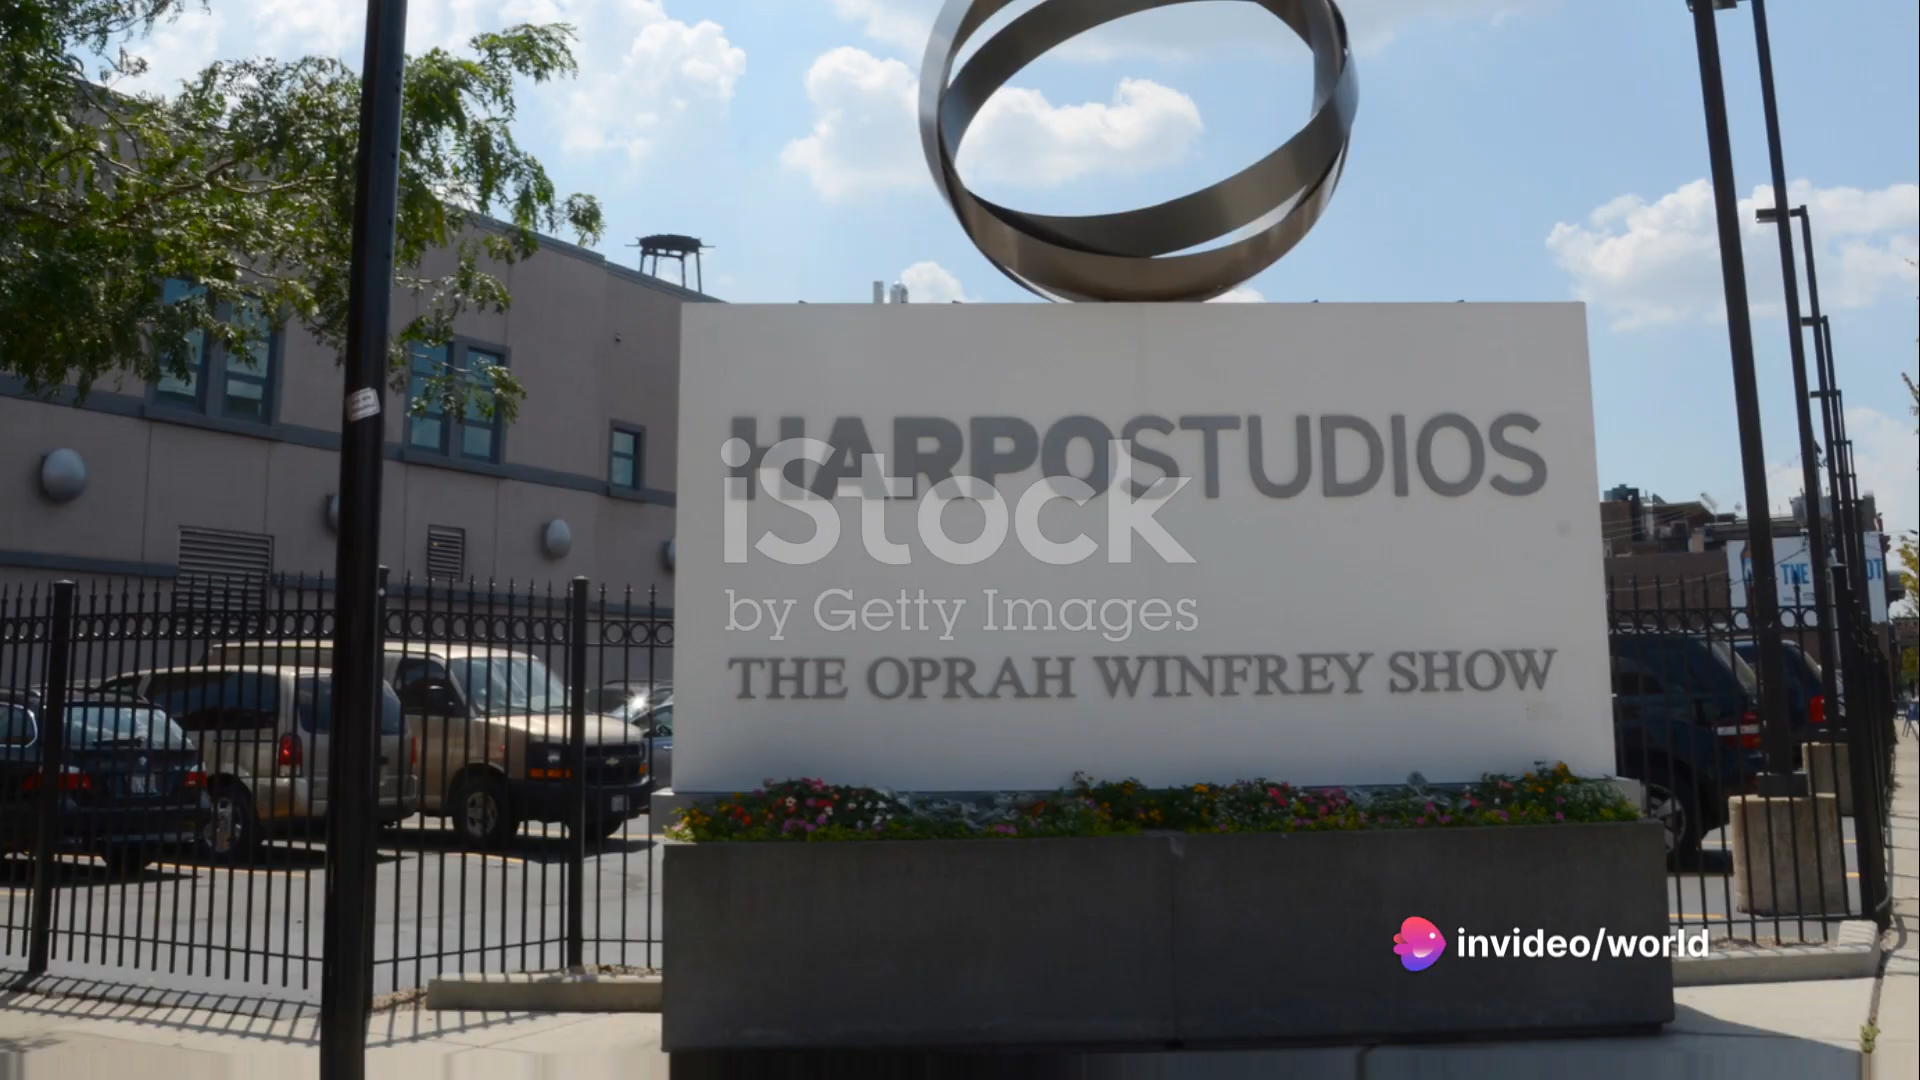 HARPOSTUDIOS
iStock
by Getty Images
THE OPRAH WINFREY SHOW
invideo/world